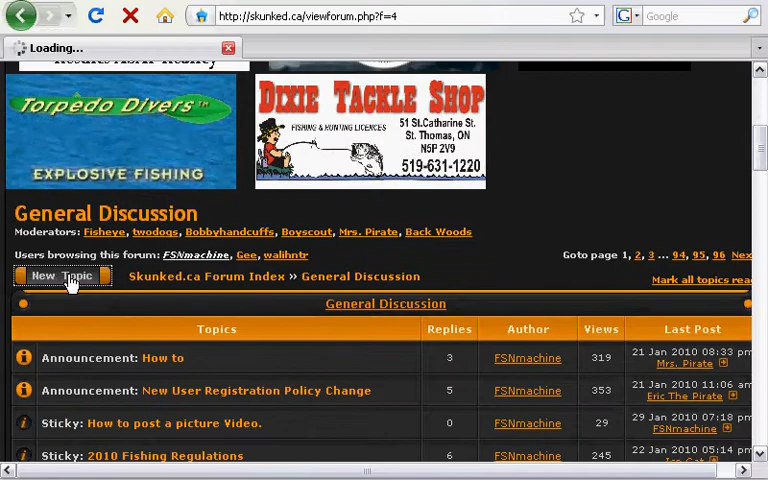 http://skunked.ca/viewforum.php?f=4
Google
Loading...
Torpedo Divers™
EXPLOSIVE FISHING
DIXIE TACKLE SHOP
FISHING & HUNTING LICENCES
51 St.Catharine St.
St. Thomas, ON
N5P 2V9
519-631-1220
General Discussion
Moderators: Fisheye, twodogs, Bobbyhandcuffs, Boyscout, Mrs. Pirate, Back Woods
Users browsing this forum: FSNmachine, Gee, walihntr
Goto page 1, 2, 3 ... 94, 95, 96 Nex
New Topic
Skunked.ca Forum Index » General Discussion
Mark all topics rea
General Discussion
Topics Replies Author Views Last Post
Announcement: How to 3 FSNmachine 319 21 Jan 2010 08:33 pm
Mrs. Pirate
Announcement: New User Registration Policy Change 5 FSNmachine 353 21 Jan 2010 11:06 am
Eric The Pirate
Sticky: How to post a picture Video. 0 FSNmachine 29 29 Jan 2010 07:18 pm
FSNmachine
Sticky: 2010 Fishing Regulations 6 FSNmachine 245 22 Jan 2010 05:14 pm